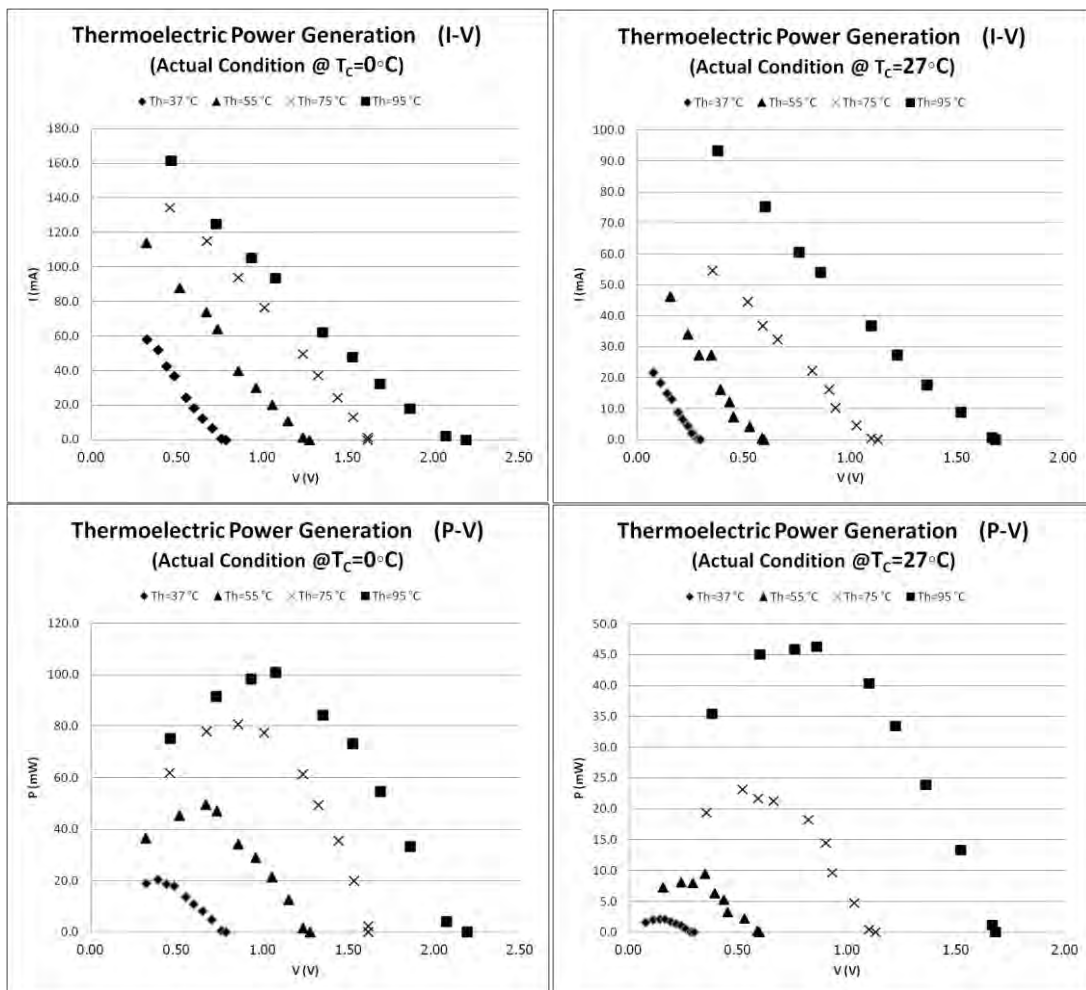 Thermoelectric Power Generation (I-V)
(Actual Condition @ T_C=0°C)
◆Th=37 °C ▲Th=55 °C ×Th=75 °C ■Th=95 °C
180.0
160.0
140.0
120.0
100.0
80.0
60.0
40.0
20.0
0.0
I (mA)
0.00 0.50 1.00 1.50 2.00 2.50
V (V)
Thermoelectric Power Generation (I-V)
(Actual Condition @ T_C=27°C)
◆Th=37 °C ▲Th=55 °C ×Th=75 °C ■Th=95 °C
100.0
90.0
80.0
70.0
60.0
50.0
40.0
30.0
20.0
10.0
0.0
I (mA)
0.00 0.50 1.00 1.50 2.00
V (V)
Thermoelectric Power Generation (P-V)
(Actual Condition @T_C=0°C)
◆Th=37 °C ▲Th=55 °C ×Th=75 °C ■Th=95 °C
120.0
100.0
80.0
60.0
40.0
20.0
0.0
P (mW)
0.00 0.50 1.00 1.50 2.00 2.50
V (V)
Thermoelectric Power Generation (P-V)
(Actual Condition @T_C=27°C)
◆Th=37 °C ▲Th=55 °C ×Th=75 °C ■Th=95 °C
50.0
45.0
40.0
35.0
30.0
25.0
20.0
15.0
10.0
5.0
0.0
P (mW)
0.00 0.50 1.00 1.50 2.00
V (V)